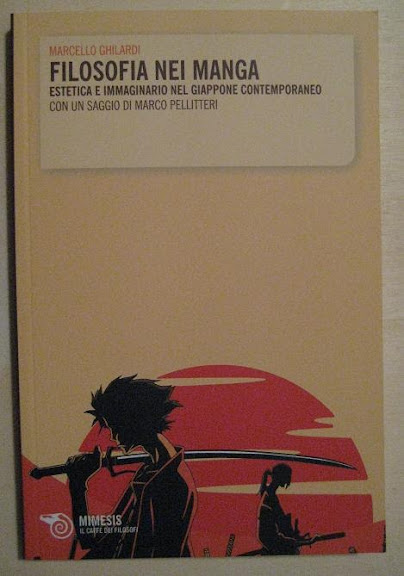 MARCELLO GHILARDI
FILOSOFIA NEI MANGA
ESTETICA E IMMAGINARIO NEL GIAPPONE CONTEMPORANEO
CON UN SAGGIO DI MARCO PELLITTERI
MIMESIS
IL CAFFÈ DEI FILOSOFI